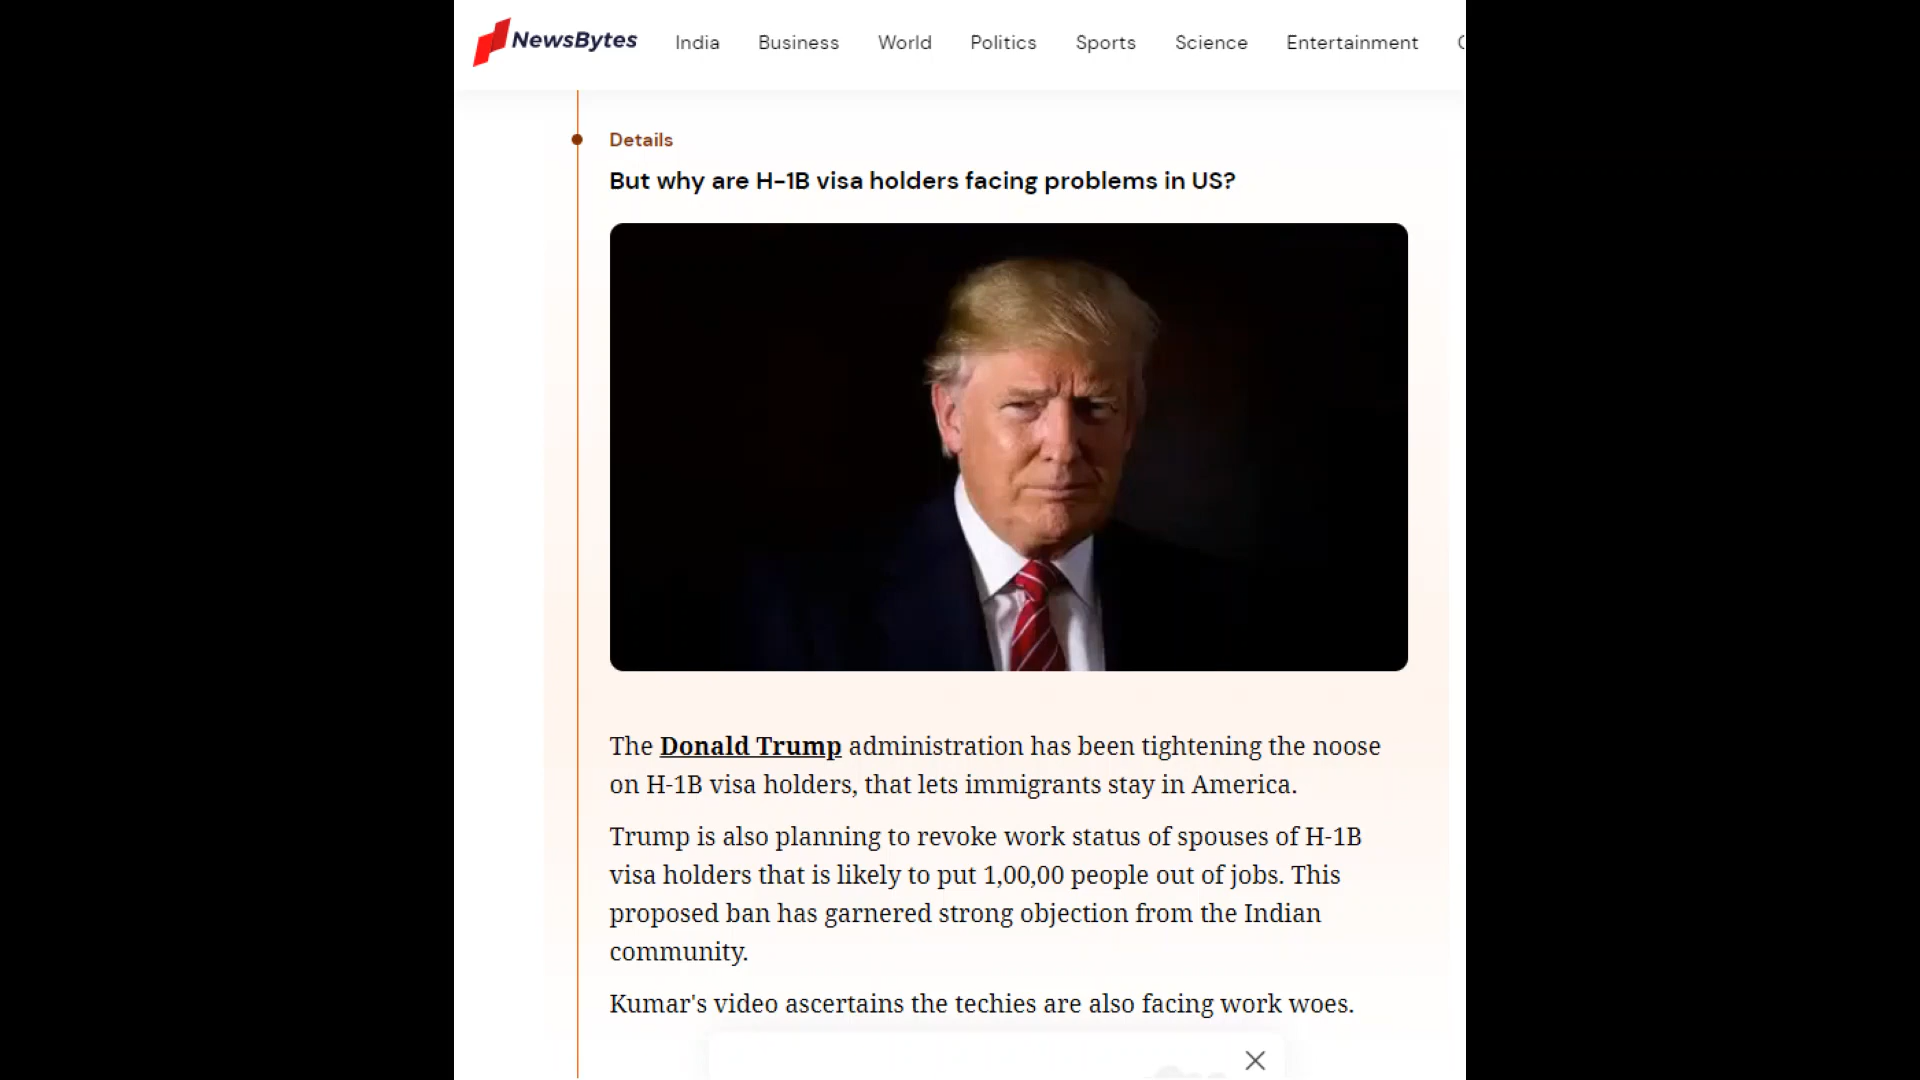 NewsBytes India Business World Politics Sports Science Entertainment
Details
But why are H-1B visa holders facing problems in US?
The Donald Trump administration has been tightening the noose
on H-1B visa holders, that lets immigrants stay in America.
Trump is also planning to revoke work status of spouses of H-1B
visa holders that is likely to put 1,00,00 people out of jobs. This
proposed ban has garnered strong objection from the Indian
community.
Kumar's video ascertains the techies are also facing work woes.